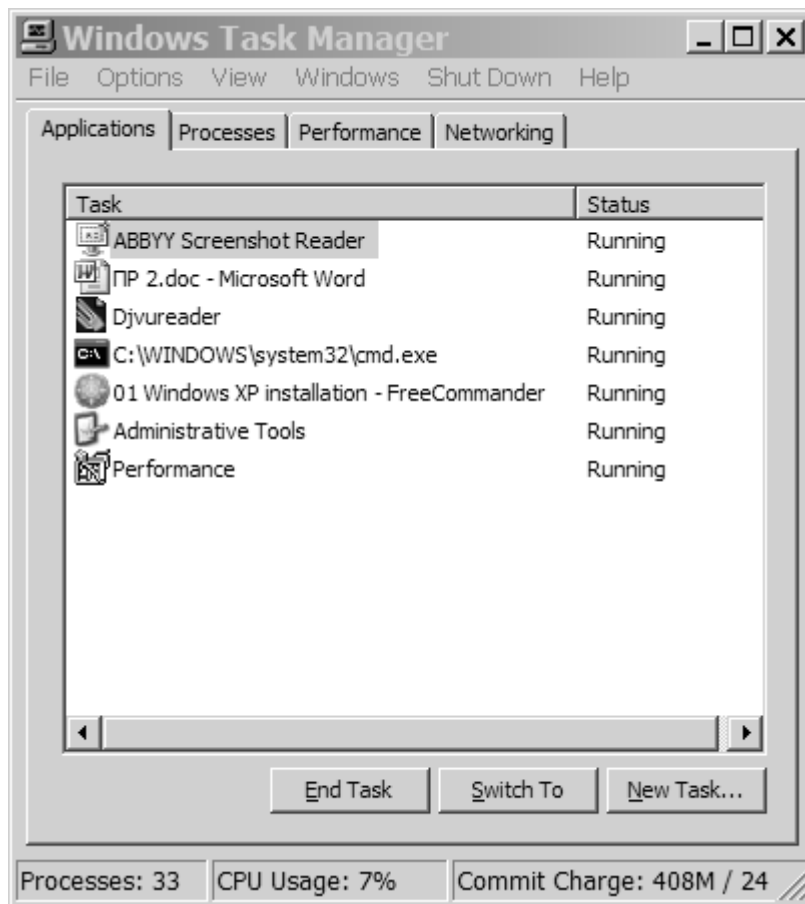 Windows Task Manager
File Options View Windows Shut Down Help
Applications Processes Performance Networking
Task Status
ABBYY Screenshot Reader Running
ПР 2.doc - Microsoft Word Running
Djvureader Running
C:\WINDOWS\system32\cmd.exe Running
01 Windows XP installation - FreeCommander Running
Administrative Tools Running
Performance Running
End Task Switch To New Task...
Processes: 33 CPU Usage: 7% Commit Charge: 408M / 24